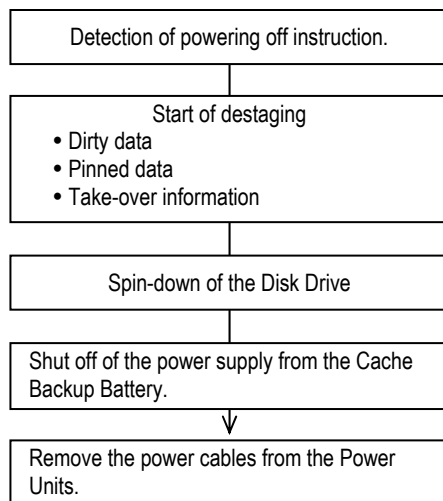 Detection of powering off instruction.
Start of destaging
• Dirty data
• Pinned data
• Take-over information
Spin-down of the Disk Drive
Shut off of the power supply from the Cache
Backup Battery.
Remove the power cables from the Power
Units.